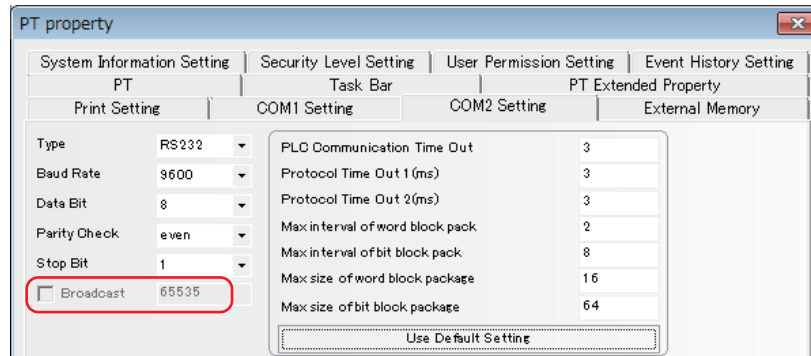 PT property
System Information Setting Security Level Setting User Permission Setting Event History Setting
PT Task Bar PT Extended Property
Print Setting COM1 Setting COM2 Setting External Memory
Type RS232
Baud Rate 9600
Data Bit 8
Parity Check even
Stop Bit 1
Broadcast 65535
PLC Communication Time Out 3
Protocol Time Out 1(ms) 3
Protocol Time Out 2(ms) 3
Max interval of word block pack 2
Max interval of bit block pack 8
Max size of word block package 16
Max size of bit block package 64
Use Default Setting